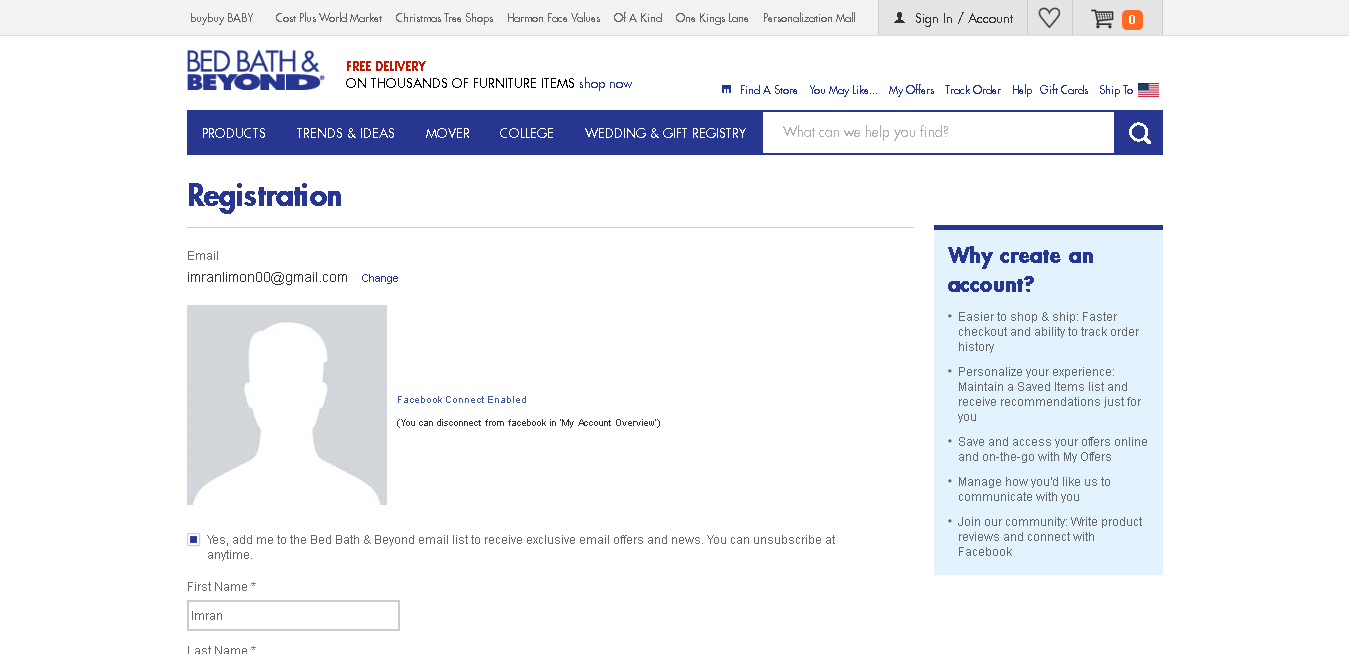 buybuy BABY Cost Plus World Market Christmas Tree Shops Harmon Face Values Of A Kind One Kings Lane Personalization Mall Sign In / Account 0
BED BATH &
BEYOND®
FREE DELIVERY
ON THOUSANDS OF FURNITURE ITEMS shop now
Find A Store You May Like... My Offers Track Order Help Gift Cards Ship To
PRODUCTS TRENDS & IDEAS MOVER COLLEGE WEDDING & GIFT REGISTRY What can we help you find?
Registration
Email
imranlimon00@gmail.com Change
Facebook Connect Enabled
(You can disconnect from facebook in 'My Account Overview')
Yes, add me to the Bed Bath & Beyond email list to receive exclusive email offers and news. You can unsubscribe at
anytime.
First Name *
Imran
Last Name *
Why create an
account?
• Easier to shop & ship: Faster
checkout and ability to track order
history
• Personalize your experience:
Maintain a Saved Items list and
receive recommendations just for
you
• Save and access your offers online
and on-the-go with My Offers
• Manage how you'd like us to
communicate with you
• Join our community: Write product
reviews and connect with
Facebook